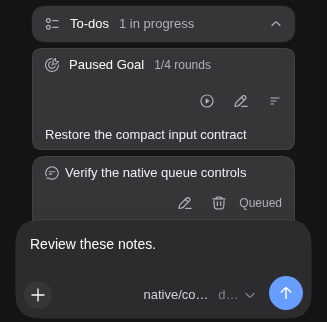 To-dos 1 in progress
Paused Goal 1/4 rounds
Restore the compact input contract
Verify the native queue controls
Queued
Review these notes.
native/co... d...